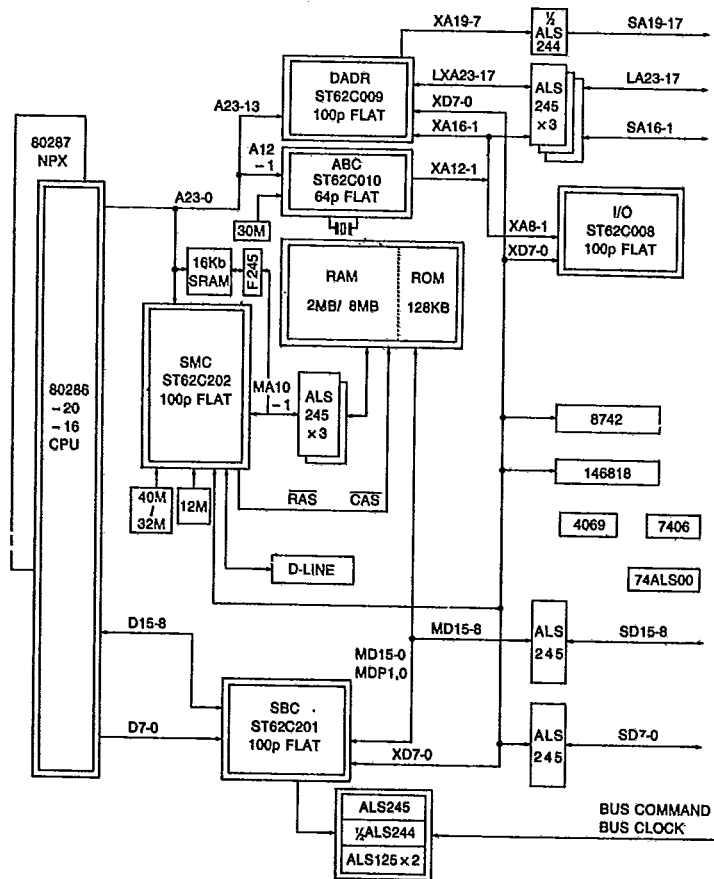 XA19-7
½
ALS
244
SA19-17
DADR
ST62C009
100p FLAT
LXA23-17
XD7-0
XA16-1
ALS
245
×3
LA23-17
SA16-1
A23-13
80287
NPX
A12
-1
ABC
ST62C010
64p FLAT
XA12-1
A23-0
30M
I/O
ST62C008
100p FLAT
XA8-1
XD7-0
16Kb
SRAM
F245
RAM
2MB/ 8MB
ROM
128KB
SMC
ST62C202
100p FLAT
MA10
-1
ALS
245
×3
80286
-20
-16
CPU
8742
146818
40M
/
32M
12M
RAS
CAS
4069
7406
D-LINE
74ALS00
D15-8
MD15-0
MDP1,0
MD15-8
ALS
245
SD15-8
SBC
ST62C201
100p FLAT
D7-0
XD7-0
ALS
245
SD7-0
ALS245
½ALS244
ALS125×2
BUS COMMAND
BUS CLOCK